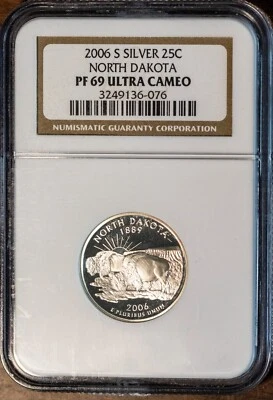 2006 S SILVER 25C
NORTH DAKOTA
PF 69 ULTRA CAMEO
3249136-076
NUMISMATIC GUARANTY CORPORATION
NORTH DAKOTA
1889
2006
E PLURIBUS UNUM